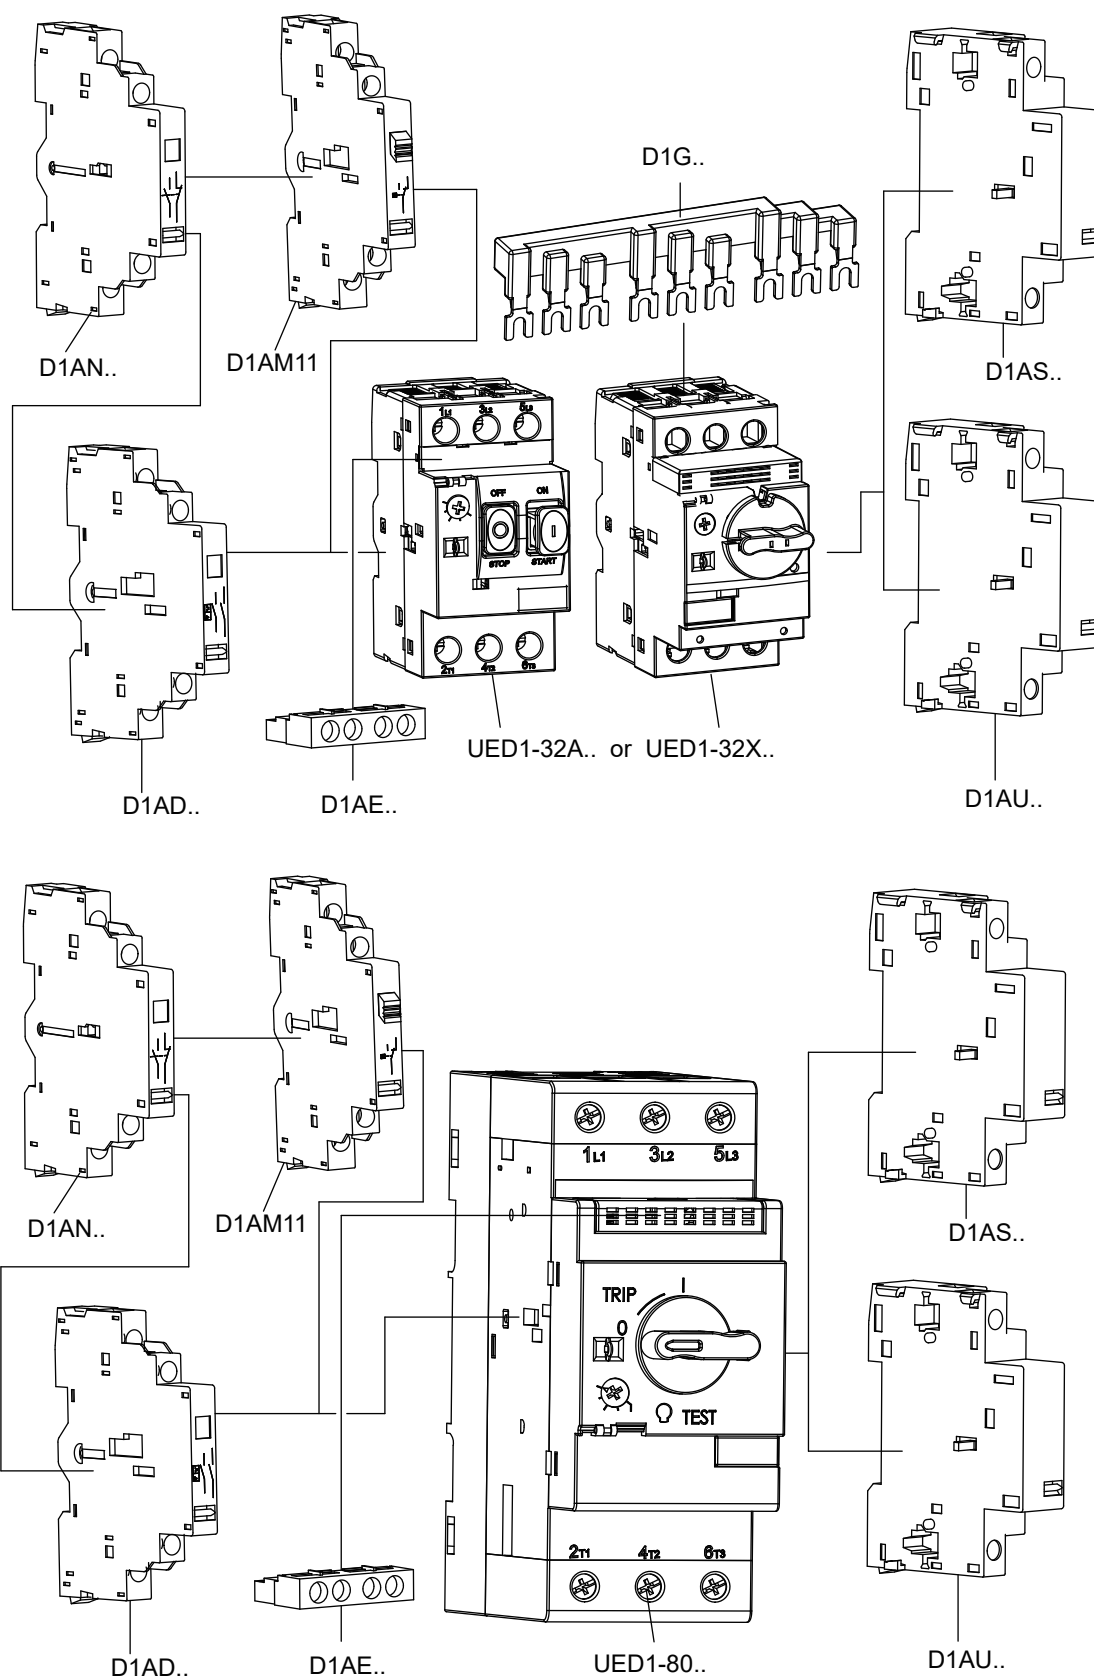 D1G..
D1AN..
D1AM11
D1AS..
1L1 3L2 5L3
OFF ON
STOP START
2T1 4T2 6T3
UED1-32A.. or UED1-32X..
D1AD..
D1AE..
D1AU..
1L1 3L2 5L3
D1AN..
D1AM11
D1AS..
TRIP I
O
TEST
2T1 4T2 6T3
D1AD..
D1AE..
UED1-80..
D1AU..